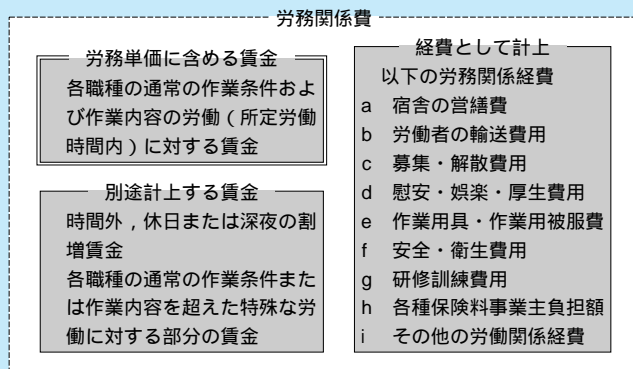 労務関係費
労務単価に含める賃金
各職種の通常の作業条件およ
び作業内容の労働（所定労働
時間内）に対する賃金
別途計上する賃金
時間外，休日または深夜の割
増賃金
各職種の通常の作業条件また
は作業内容を超えた特殊な労
働に対する部分の賃金
経費として計上
以下の労務関係経費
a 宿舎の営繕費
b 労働者の輸送費用
c 募集・解散費用
d 慰安・娯楽・厚生費用
e 作業用具・作業用被服費
f 安全・衛生費用
g 研修訓練費用
h 各種保険料事業主負担額
i その他の労働関係経費